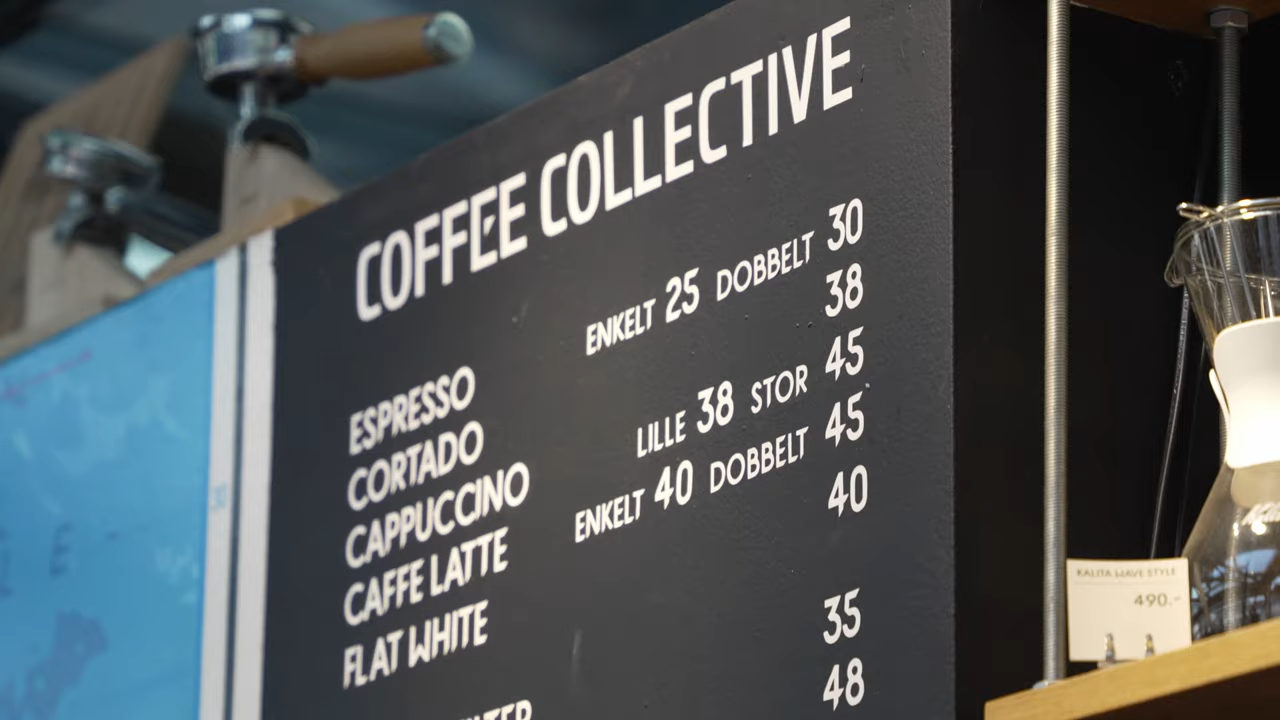 COFFEE COLLECTIVE
ESPRESSO ENKELT 25 DOBBELT 30
CORTADO 38
CAPPUCCINO LILLE 38 STOR 45
CAFFE LATTE ENKELT 40 DOBBELT 45
FLAT WHITE 40
35
48
KALITA WAVE STYLE
490.-